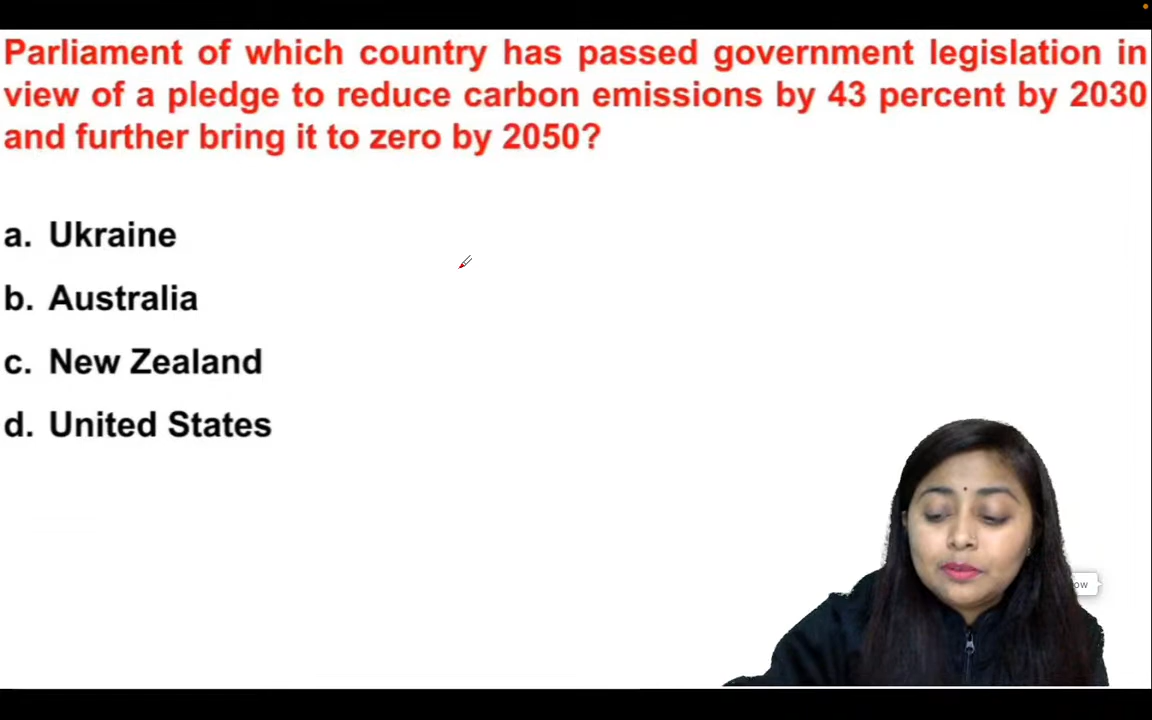 Parliament of which country has passed government legislation in
view of a pledge to reduce carbon emissions by 43 percent by 2030
and further bring it to zero by 2050?
a. Ukraine
b. Australia
c. New Zealand
d. United States
ow